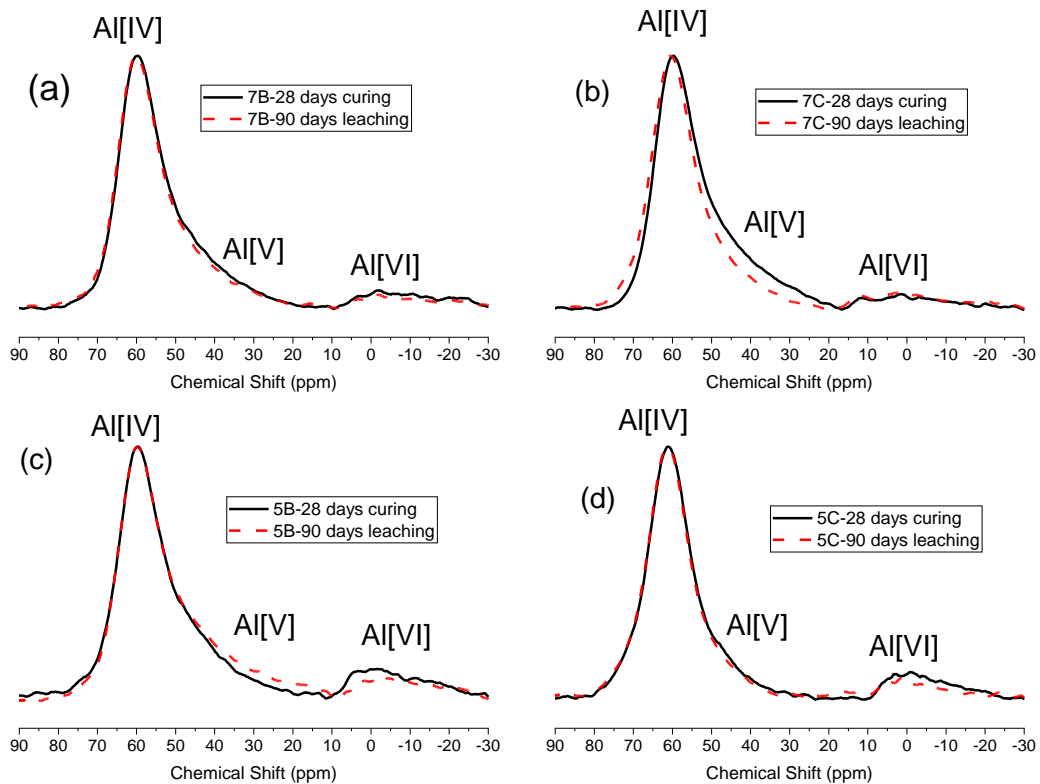 Al[IV]
(a)
7B-28 days curing
7B-90 days leaching
Al[V]
Al[VI]
90 80 70 60 50 40 30 20 10 0 -10 -20 -30
Chemical Shift (ppm)
Al[IV]
(b)
7C-28 days curing
7C-90 days leaching
Al[V]
Al[VI]
90 80 70 60 50 40 30 20 10 0 -10 -20 -30
Chemical Shift (ppm)
Al[IV]
(c)
5B-28 days curing
5B-90 days leaching
Al[V]
Al[VI]
90 80 70 60 50 40 30 20 10 0 -10 -20 -30
Chemical Shift (ppm)
Al[IV]
(d)
5C-28 days curing
5C-90 days leaching
Al[V]
Al[VI]
90 80 70 60 50 40 30 20 10 0 -10 -20 -30
Chemical Shift (ppm)